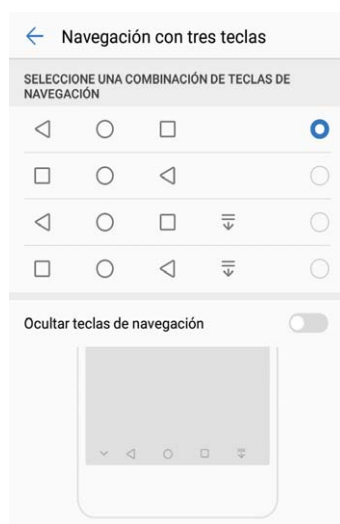 Navegación con tres teclas
SELECCIONE UNA COMBINACIÓN DE TECLAS DE
NAVEGACIÓN
Ocultar teclas de navegación